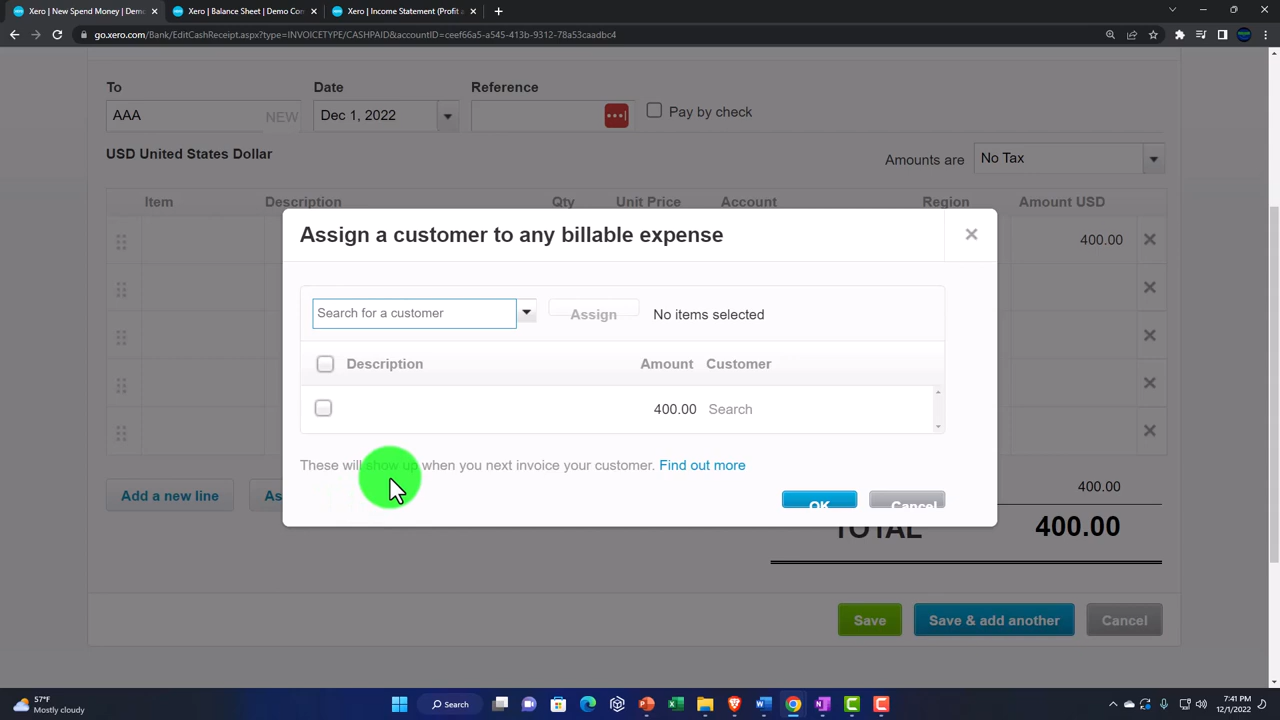 Xero | New Spend Money | Demo
Xero | Balance Sheet | Demo Com
Xero | Income Statement (Profit a
go.xero.com/Bank/EditCashReceipt.aspx?type=INVOICETYPE/CASHPAID&accountID=ceef66a5-a545-413b-9312-78a53caadbc4
To
Date
Reference
AAA
NEW
Dec 1, 2022
Pay by check
USD United States Dollar
Amounts are
No Tax
Item
Description
Qty
Unit Price
Account
Region
Amount USD
Assign a customer to any billable expense
400.00
Search for a customer
Assign
No items selected
Description
Amount
Customer
400.00
Search
These will show up when you next invoice your customer. Find out more
Add a new line
As
OK
Cancel
400.00
TOTAL
400.00
Save
Save & add another
Cancel
57°F
Mostly cloudy
Search
7:41 PM
12/1/2022